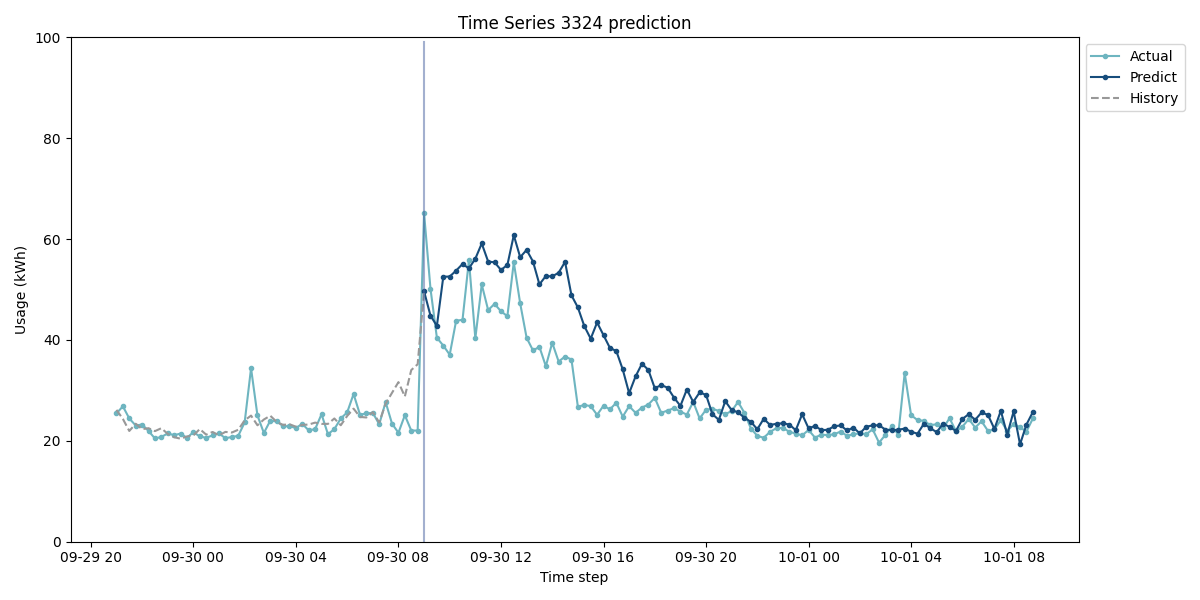 Time Series 3324 prediction
100
80
60
40
20
0
Usage (kWh)
09-29 20
09-30 00
09-30 04
09-30 08
09-30 12
09-30 16
09-30 20
10-01 00
10-01 04
10-01 08
Time step
Actual
Predict
History